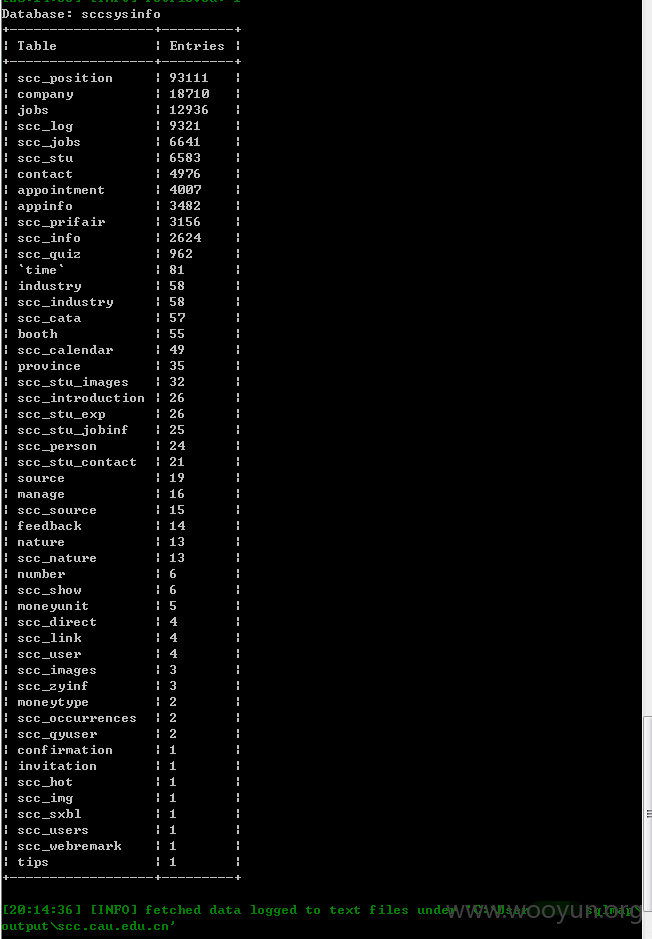 Database: sccsysinfo
+------------------+---------+
| Table            | Entries |
+------------------+---------+
| scc_position     | 93111   |
| company          | 18710   |
| jobs             | 12936   |
| scc_log          | 9321    |
| scc_jobs         | 6641    |
| scc_stu          | 6583    |
| contact          | 4976    |
| appointment      | 4007    |
| appinfo          | 3482    |
| scc_prifair      | 3156    |
| scc_info         | 2624    |
| scc_quiz         | 962     |
| `time`           | 81      |
| industry         | 58      |
| scc_industry     | 58      |
| scc_cata         | 57      |
| booth            | 55      |
| scc_calendar     | 49      |
| province         | 35      |
| scc_stu_images   | 32      |
| scc_introduction | 26      |
| scc_stu_exp      | 26      |
| scc_stu_jobinf   | 25      |
| scc_person       | 24      |
| scc_stu_contact  | 21      |
| source           | 19      |
| manage           | 16      |
| scc_source       | 15      |
| feedback         | 14      |
| nature           | 13      |
| scc_nature       | 13      |
| number           | 6       |
| scc_show         | 6       |
| moneyunit        | 5       |
| scc_direct       | 4       |
| scc_link         | 4       |
| scc_user         | 4       |
| scc_images       | 3       |
| scc_zyinf        | 3       |
| moneytype        | 2       |
| scc_occurrences  | 2       |
| scc_qyuser       | 2       |
| confirmation     | 1       |
| invitation       | 1       |
| scc_hot          | 1       |
| scc_img          | 1       |
| scc_sxbl         | 1       |
| scc_users        | 1       |
| scc_webremark    | 1       |
| tips             | 1       |
+------------------+---------+
[20:14:36] [INFO] fetched data logged to text files under
www.wooyun.org
output\scc.cau.edu.cn'